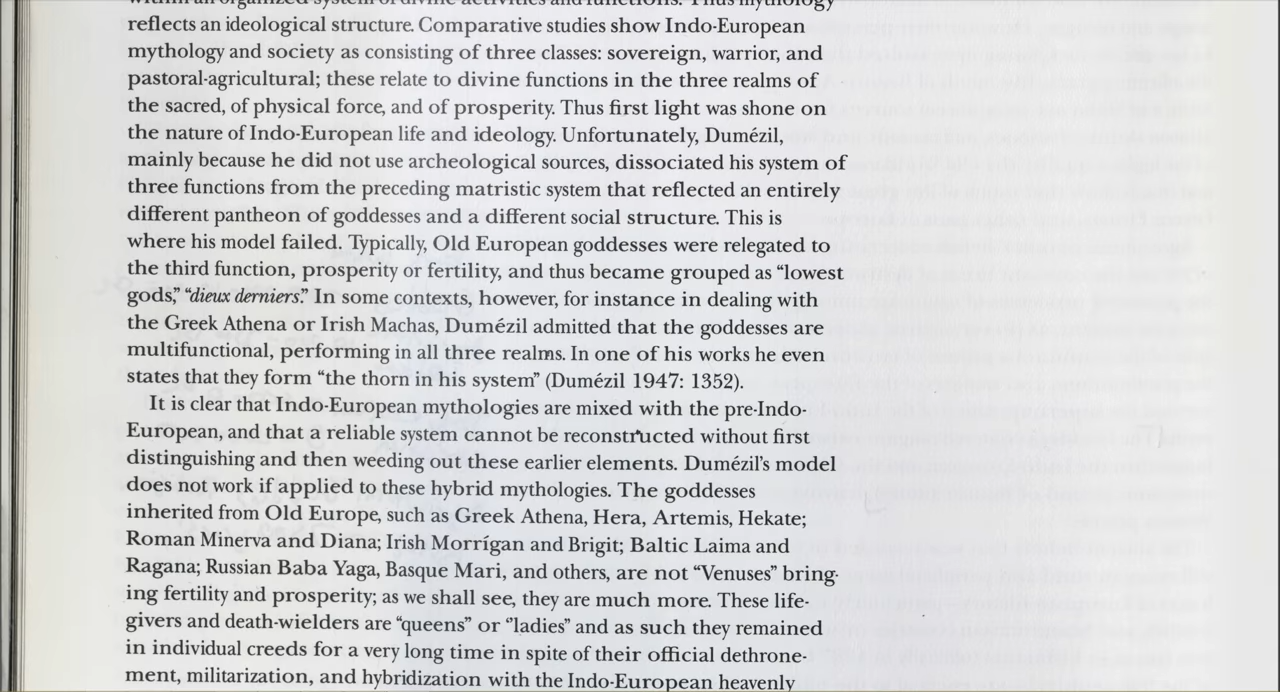 within an organized system of divine activities and functions. Thus mythology
reflects an ideological structure. Comparative studies show Indo-European
mythology and society as consisting of three classes: sovereign, warrior, and
pastoral-agricultural; these relate to divine functions in the three realms of
the sacred, of physical force, and of prosperity. Thus first light was shone on
the nature of Indo-European life and ideology. Unfortunately, Dumézil,
mainly because he did not use archeological sources, dissociated his system of
three functions from the preceding matristic system that reflected an entirely
different pantheon of goddesses and a different social structure. This is
where his model failed. Typically, Old European goddesses were relegated to
the third function, prosperity or fertility, and thus became grouped as “lowest
gods,” “dieux derniers.” In some contexts, however, for instance in dealing with
the Greek Athena or Irish Machas, Dumézil admitted that the goddesses are
multifunctional, performing in all three realms. In one of his works he even
states that they form “the thorn in his system” (Dumézil 1947: 1352).
It is clear that Indo-European mythologies are mixed with the pre-Indo-
European, and that a reliable system cannot be reconstructed without first
distinguishing and then weeding out these earlier elements. Dumézil’s model
does not work if applied to these hybrid mythologies. The goddesses
inherited from Old Europe, such as Greek Athena, Hera, Artemis, Hekate;
Roman Minerva and Diana; Irish Morrígan and Brigit; Baltic Laima and
Ragana; Russian Baba Yaga, Basque Mari, and others, are not “Venuses” bring-
ing fertility and prosperity; as we shall see, they are much more. These life-
givers and death-wielders are “queens” or “ladies” and as such they remained
in individual creeds for a very long time in spite of their official dethrone-
ment, militarization, and hybridization with the Indo-European heavenly